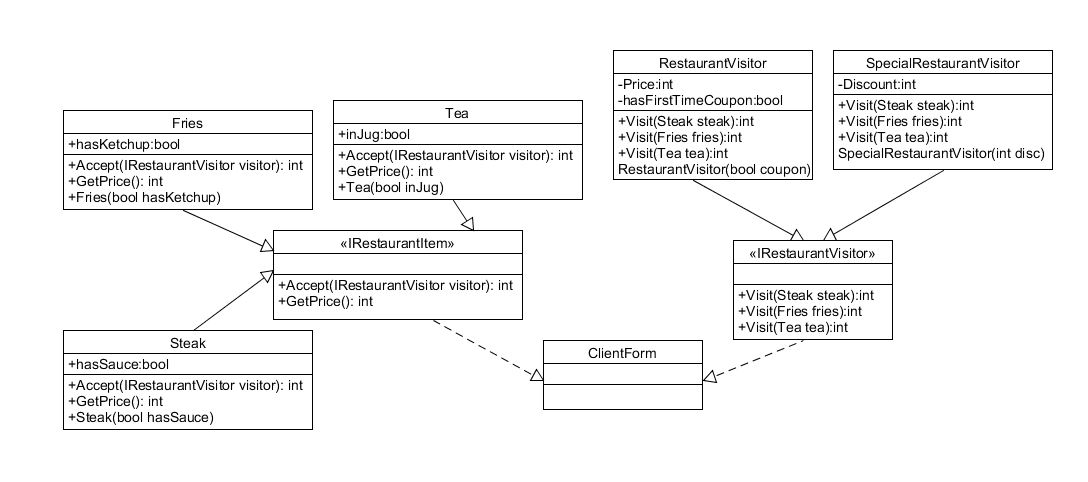 RestaurantVisitor
-Price:int
-hasFirstTimeCoupon:bool
+Visit(Steak steak):int
+Visit(Fries fries):int
+Visit(Tea tea):int
RestaurantVisitor(bool coupon)
SpecialRestaurantVisitor
-Discount:int
+Visit(Steak steak):int
+Visit(Fries fries):int
+Visit(Tea tea):int
SpecialRestaurantVisitor(int disc)
Tea
+inJug:bool
+Accept(IRestaurantVisitor visitor): int
+GetPrice(): int
+Tea(bool inJug)
Fries
+hasKetchup:bool
+Accept(IRestaurantVisitor visitor): int
+GetPrice(): int
+Fries(bool hasKetchup)
«IRestaurantItem»
+Accept(IRestaurantVisitor visitor): int
+GetPrice(): int
«IRestaurantVisitor»
+Visit(Steak steak):int
+Visit(Fries fries):int
+Visit(Tea tea):int
Steak
+hasSauce:bool
+Accept(IRestaurantVisitor visitor): int
+GetPrice(): int
+Steak(bool hasSauce)
ClientForm